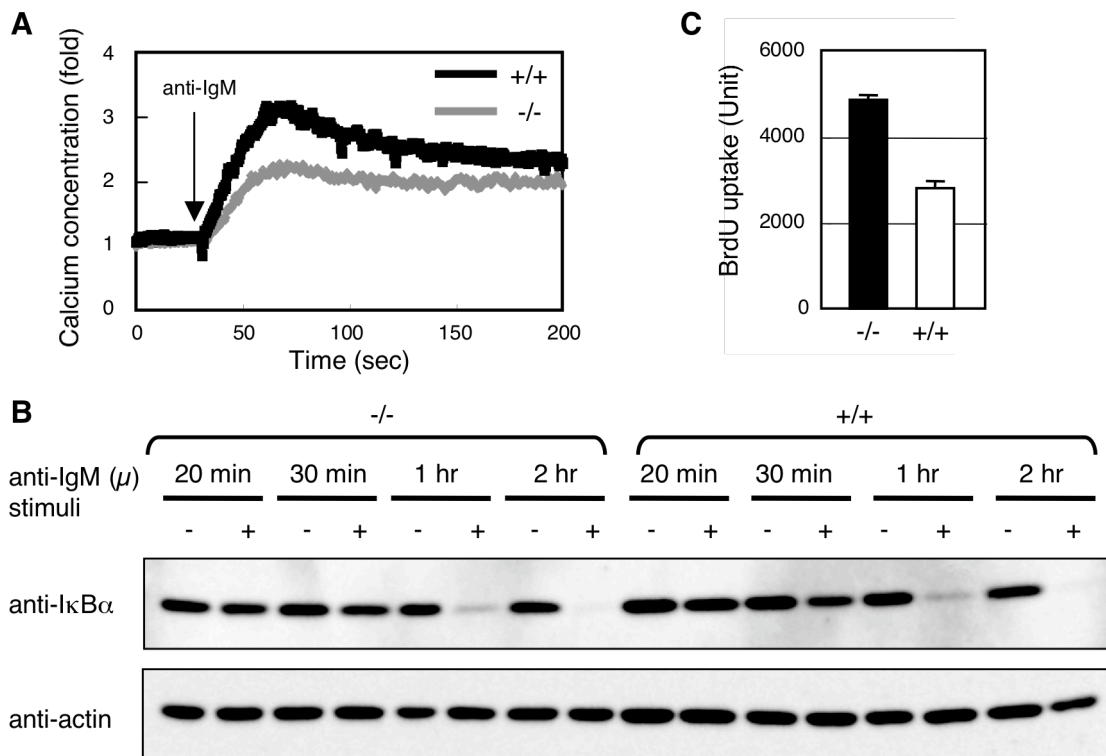 A
Calcium concentration (fold)
4
3
2
1
0
anti-IgM
+/+
-/-
0 50 100 150 200
Time (sec)
C
BrdU uptake (Unit)
6000
4000
2000
0
-/- +/+
B
-/- +/+
anti-IgM (μ) stimuli
20 min 30 min 1 hr 2 hr 20 min 30 min 1 hr 2 hr
- + - + - + - + - + - + - + - +
anti-IκBα
anti-actin